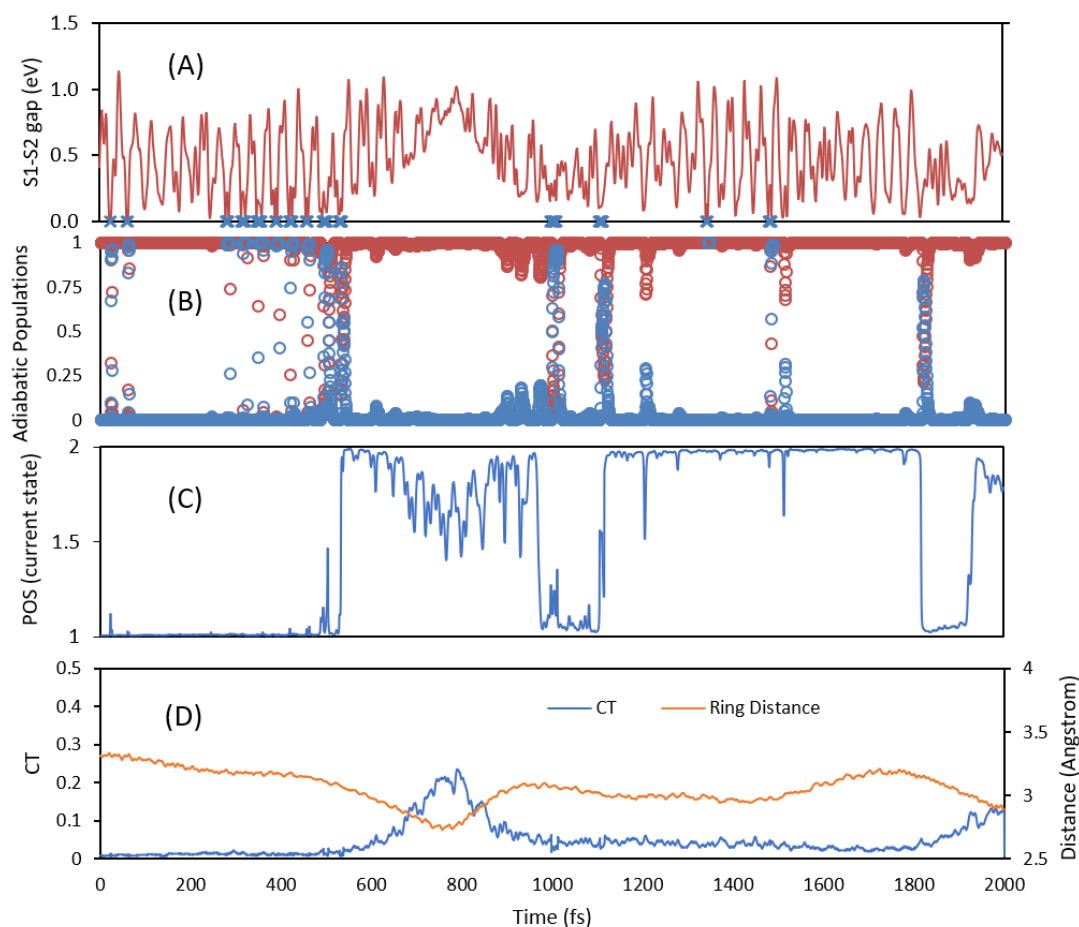 1.5
1.0
0.5
0.0
S1-S2 gap (eV)
(A)
1
0.75
0.5
0.25
0
Adiabatic Populations
(B)
2
1.5
1
POS (current state)
(C)
0.5
0.4
0.3
0.2
0.1
0
CT
(D)
CT
Ring Distance
4
3.5
3
2.5
Distance (Angstrom)
0 200 400 600 800 1000 1200 1400 1600 1800 2000
Time (fs)